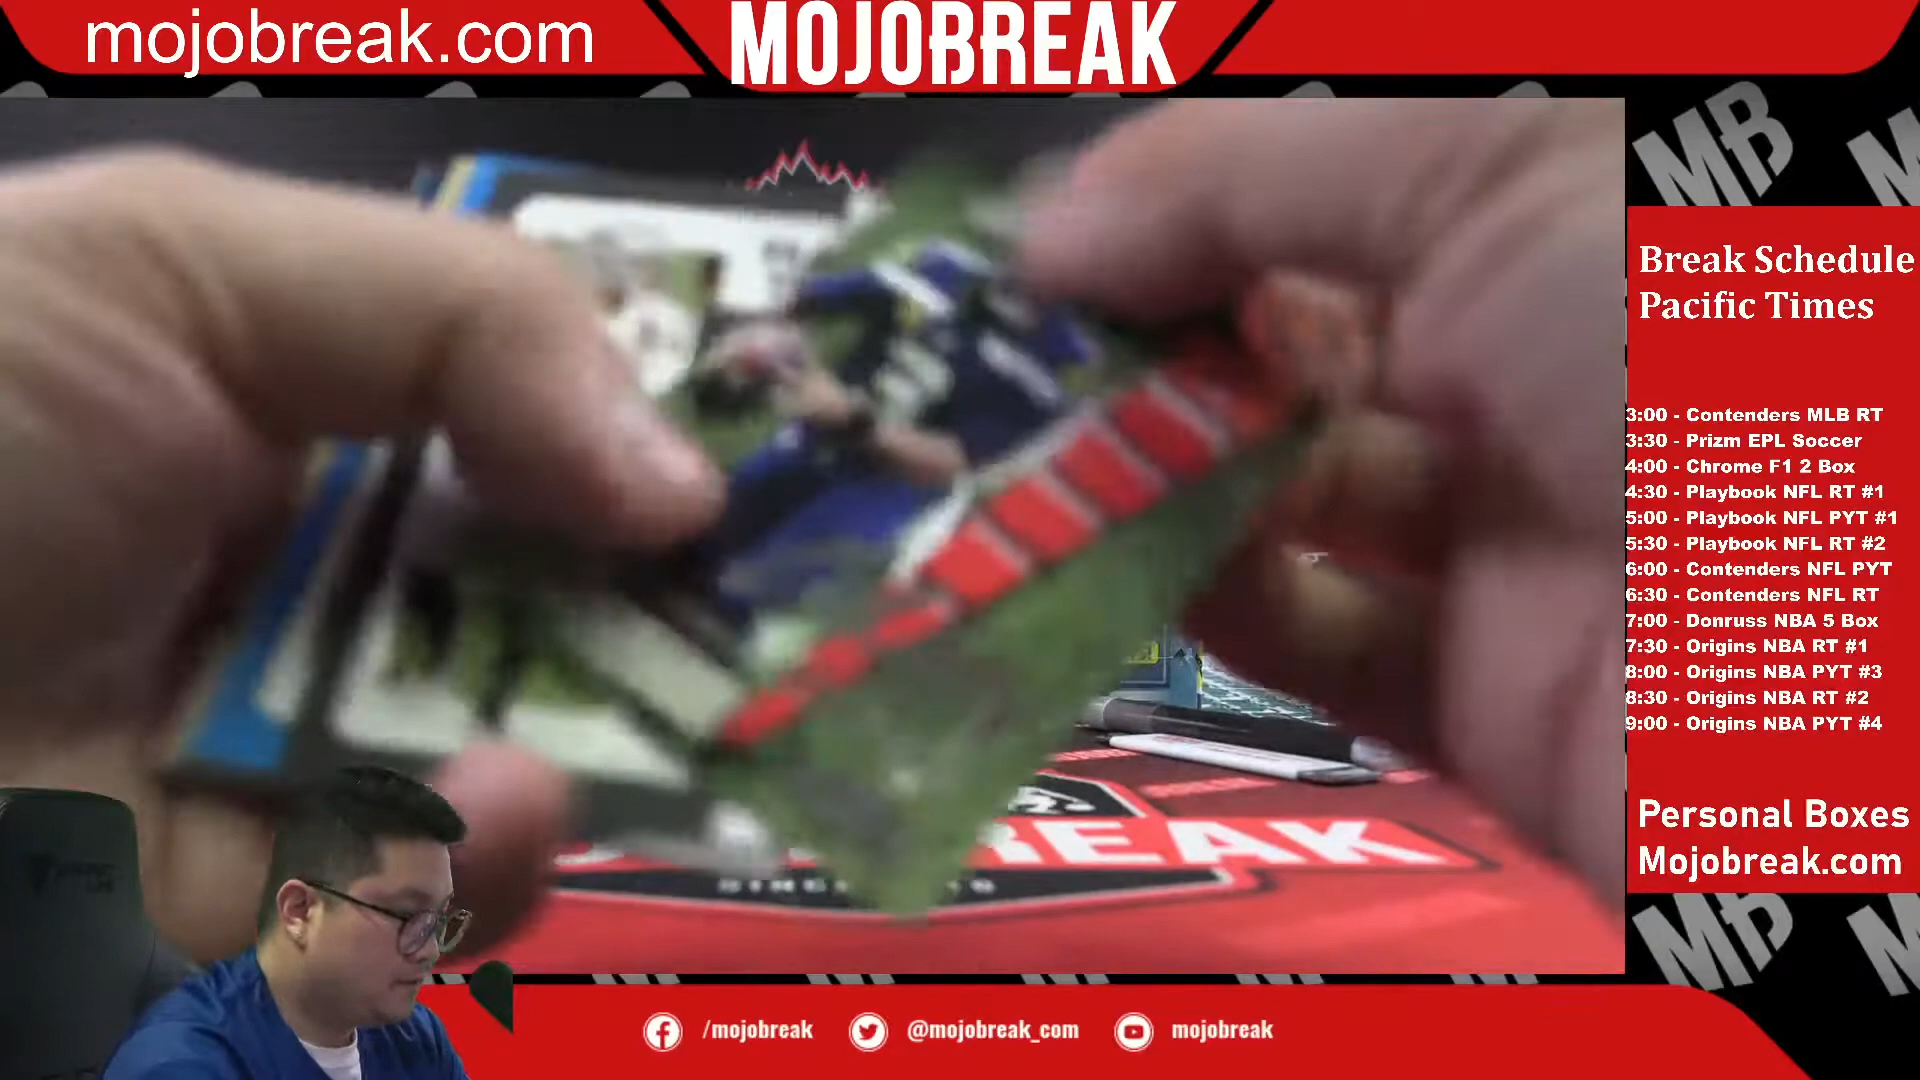 mojobreak.com
MOJOBREAK
Break Schedule
Pacific Times
3:00 - Contenders MLB RT
3:30 - Prizm EPL Soccer
4:00 - Chrome F1 2 Box
4:30 - Playbook NFL RT #1
5:00 - Playbook NFL PYT #1
5:30 - Playbook NFL RT #2
6:00 - Contenders NFL PYT
6:30 - Contenders NFL RT
7:00 - Donruss NBA 5 Box
7:30 - Origins NBA RT #1
8:00 - Origins NBA PYT #3
8:30 - Origins NBA RT #2
9:00 - Origins NBA PYT #4
Personal Boxes
Mojobreak.com
MB
MB
BREAK
/mojobreak
@mojobreak_com
mojobreak